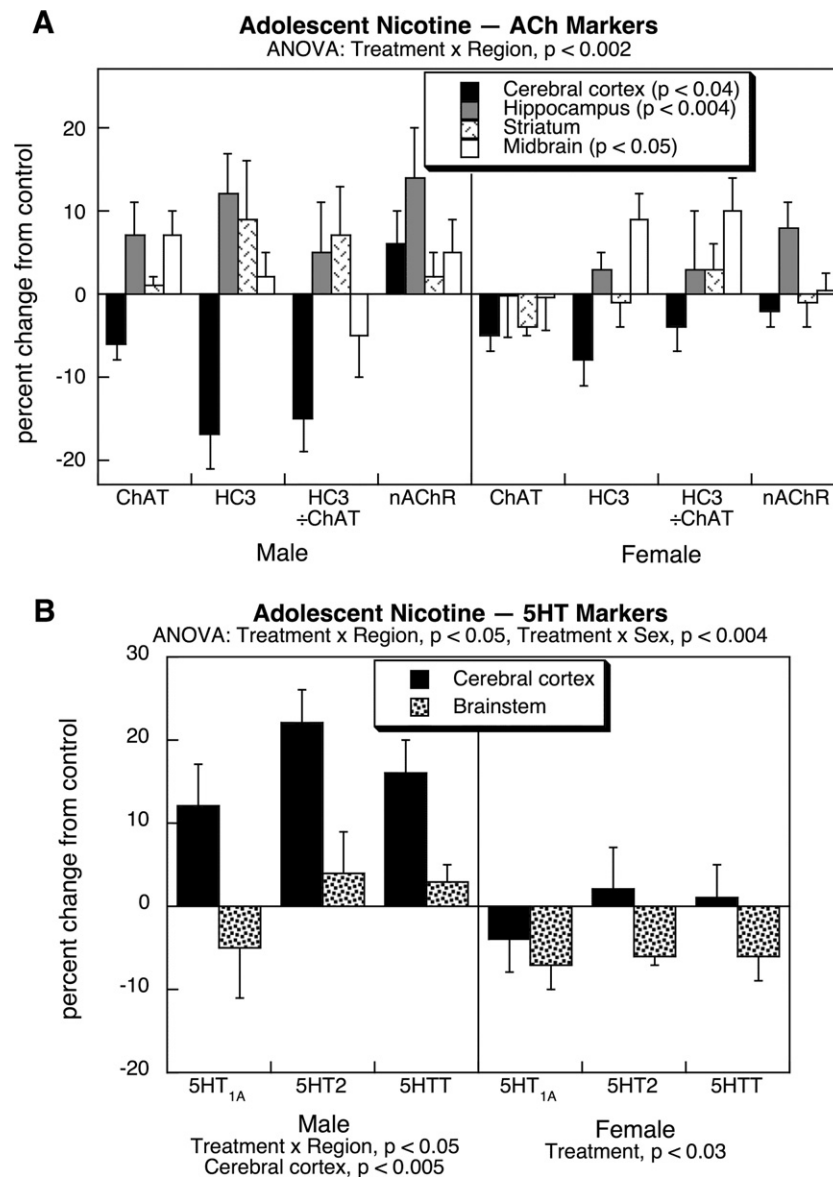 A
Adolescent Nicotine — ACh Markers
ANOVA: Treatment x Region, p < 0.002
Cerebral cortex (p < 0.04)
Hippocampus (p < 0.004)
Striatum
Midbrain (p < 0.05)
percent change from control
20
10
0
-10
-20
ChAT HC3 HC3 ÷ChAT nAChR ChAT HC3 HC3 ÷ChAT nAChR
Male Female
B
Adolescent Nicotine — 5HT Markers
ANOVA: Treatment x Region, p < 0.05, Treatment x Sex, p < 0.004
Cerebral cortex
Brainstem
percent change from control
30
20
10
0
-10
-20
5HT1A 5HT2 5HTT 5HT1A 5HT2 5HTT
Male Female
Treatment x Region, p < 0.05 Treatment, p < 0.03
Cerebral cortex, p < 0.005